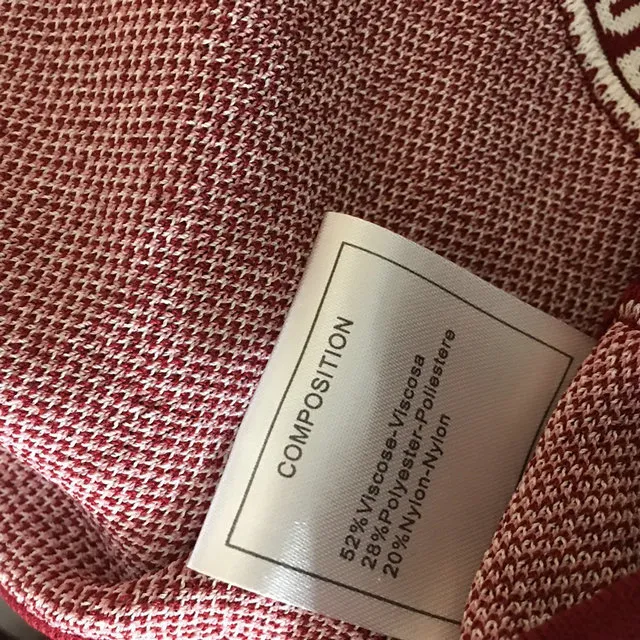 COMPOSITION
52%Viscose-Viscosa
28%Polyester-Poliestere
20%Nylon-Nylon